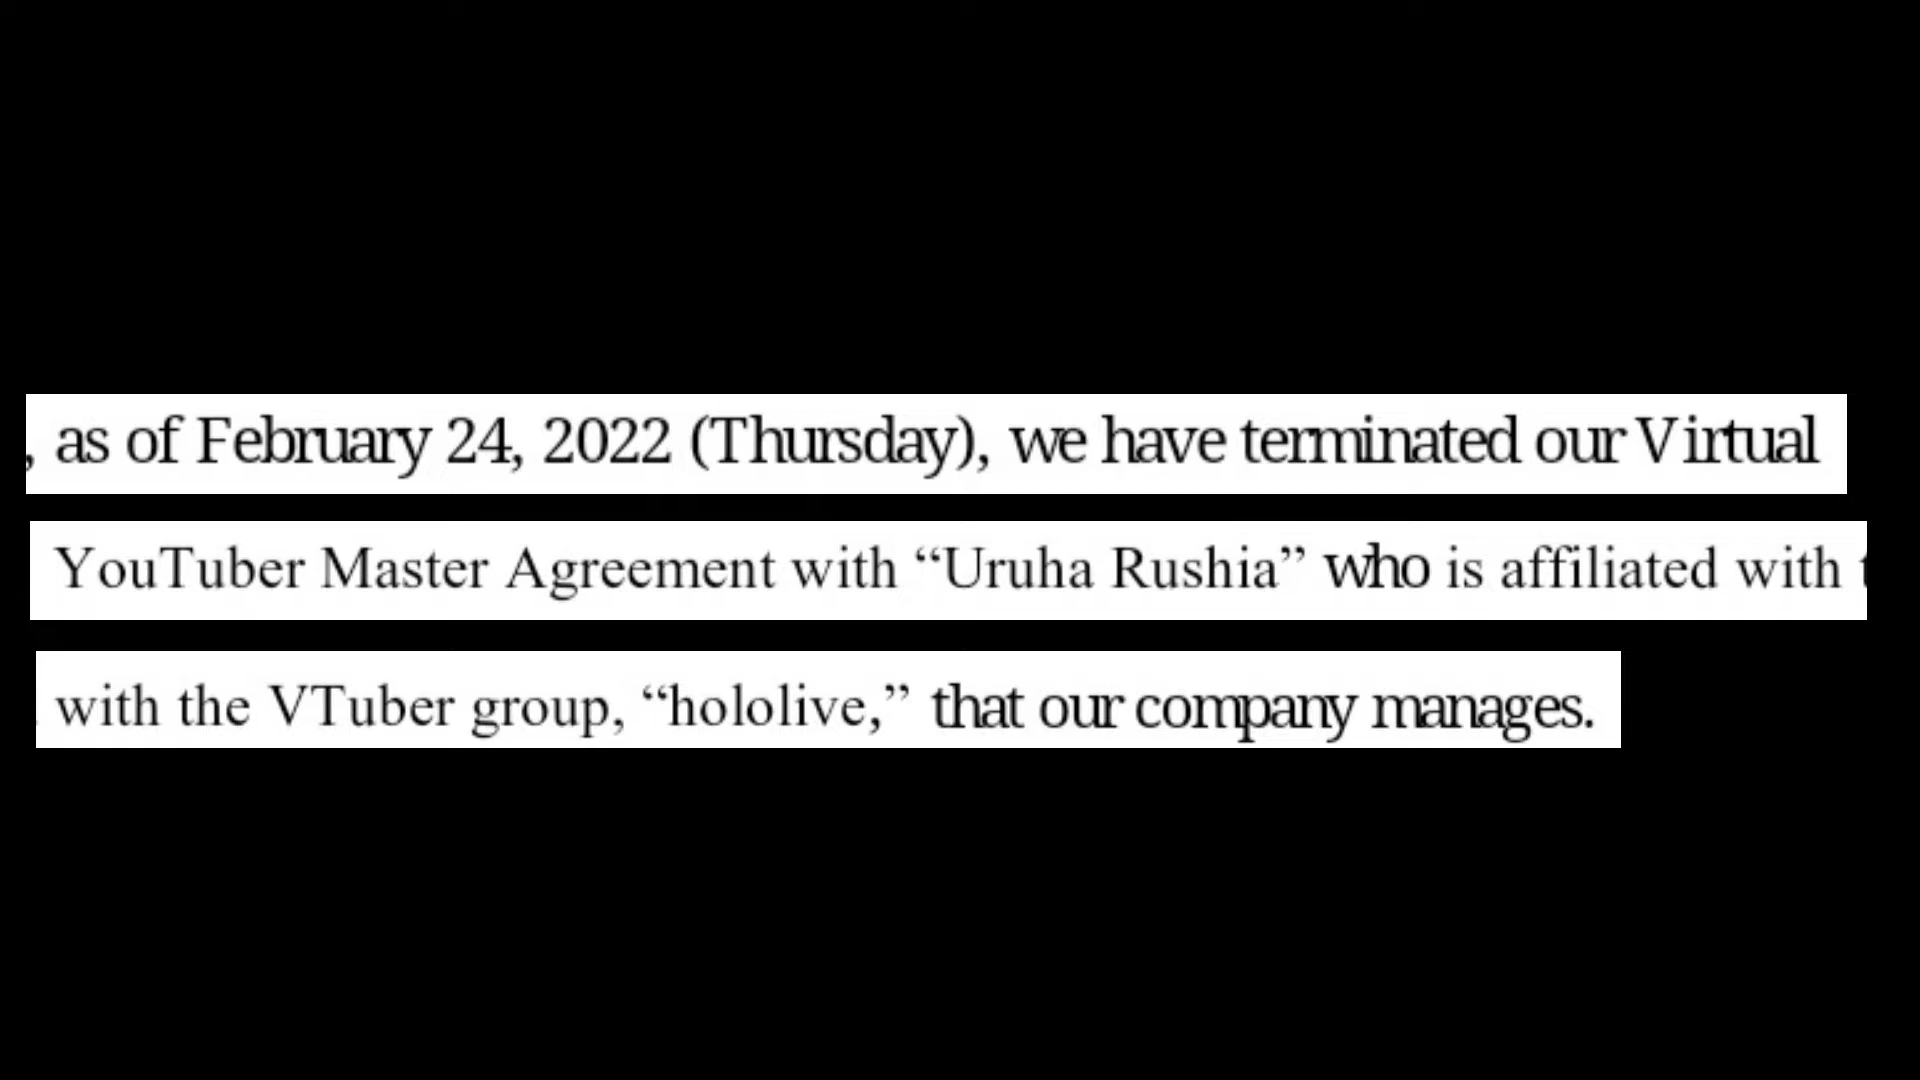 , as of February 24, 2022 (Thursday), we have terminated our Virtual
YouTuber Master Agreement with “Uruha Rushia” who is affiliated with
with the VTuber group, “hololive,” that our company manages.